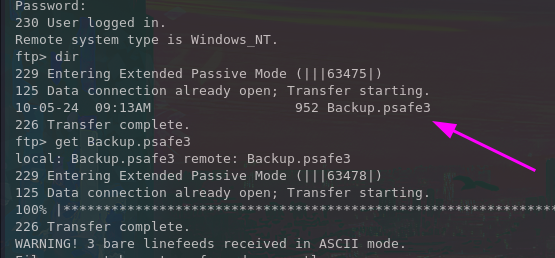 Password:
230 User logged in.
Remote system type is Windows_NT.
ftp> dir
229 Entering Extended Passive Mode (|||63475|)
125 Data connection already open; Transfer starting.
10-05-24  09:13AM                  952 Backup.psafe3
226 Transfer complete.
ftp> get Backup.psafe3
local: Backup.psafe3 remote: Backup.psafe3
229 Entering Extended Passive Mode (|||63478|)
125 Data connection already open; Transfer starting.
100% |*************************************************************
226 Transfer complete.
WARNING! 3 bare linefeeds received in ASCII mode.